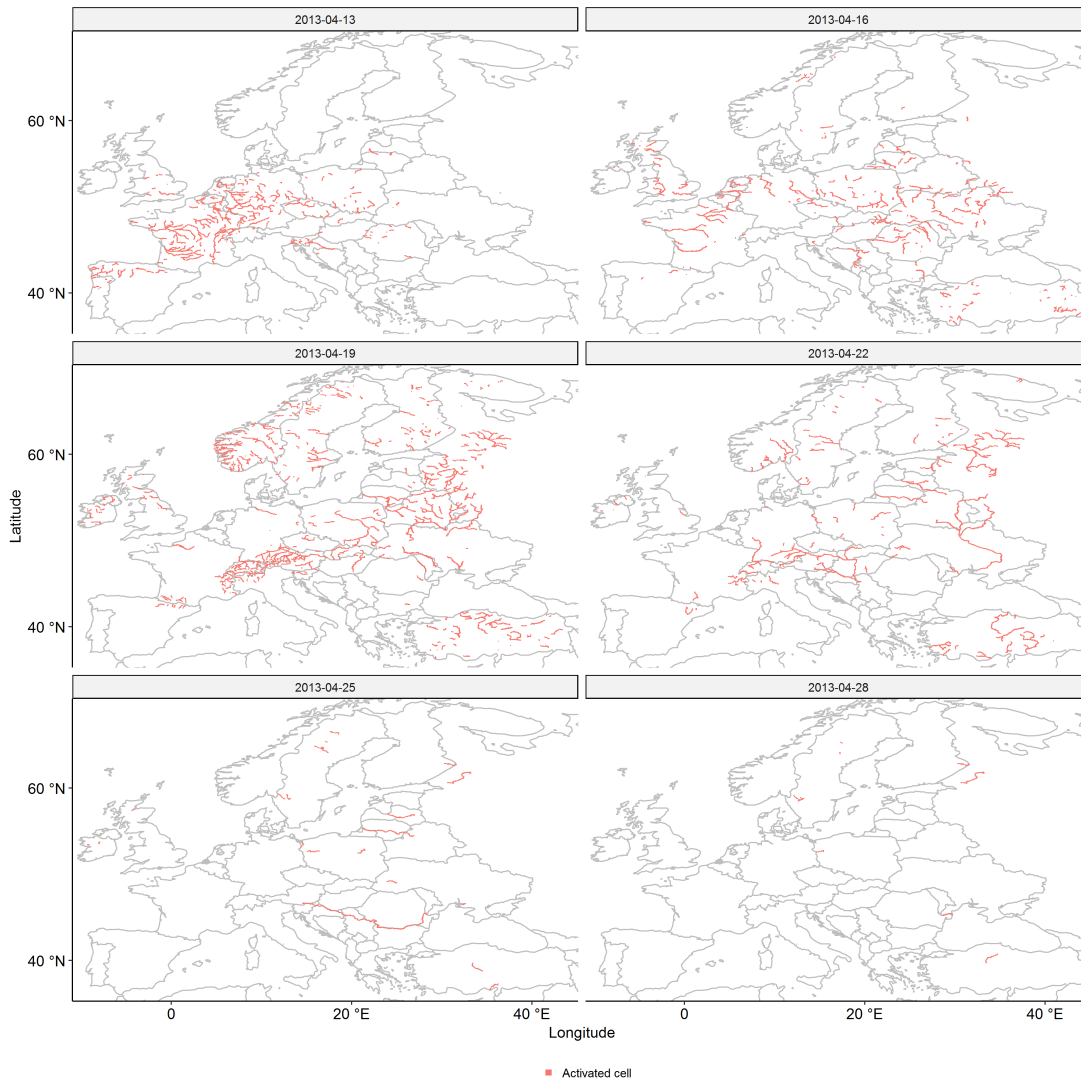 2013-04-13
2013-04-16
60 °N
40 °N
2013-04-19
2013-04-22
60 °N
40 °N
Latitude
2013-04-25
2013-04-28
60 °N
40 °N
0
20 °E
40 °E
0
20 °E
40 °E
Longitude
Activated cell